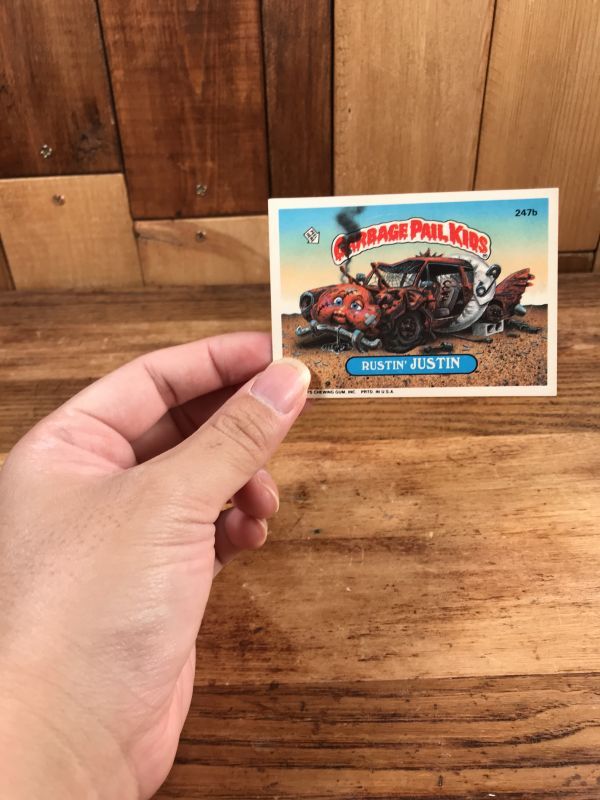 247b
GARBAGE PAIL KIDS
RUSTIN' JUSTIN
CHEWING GUM, INC. PRTD. IN U.S.A.